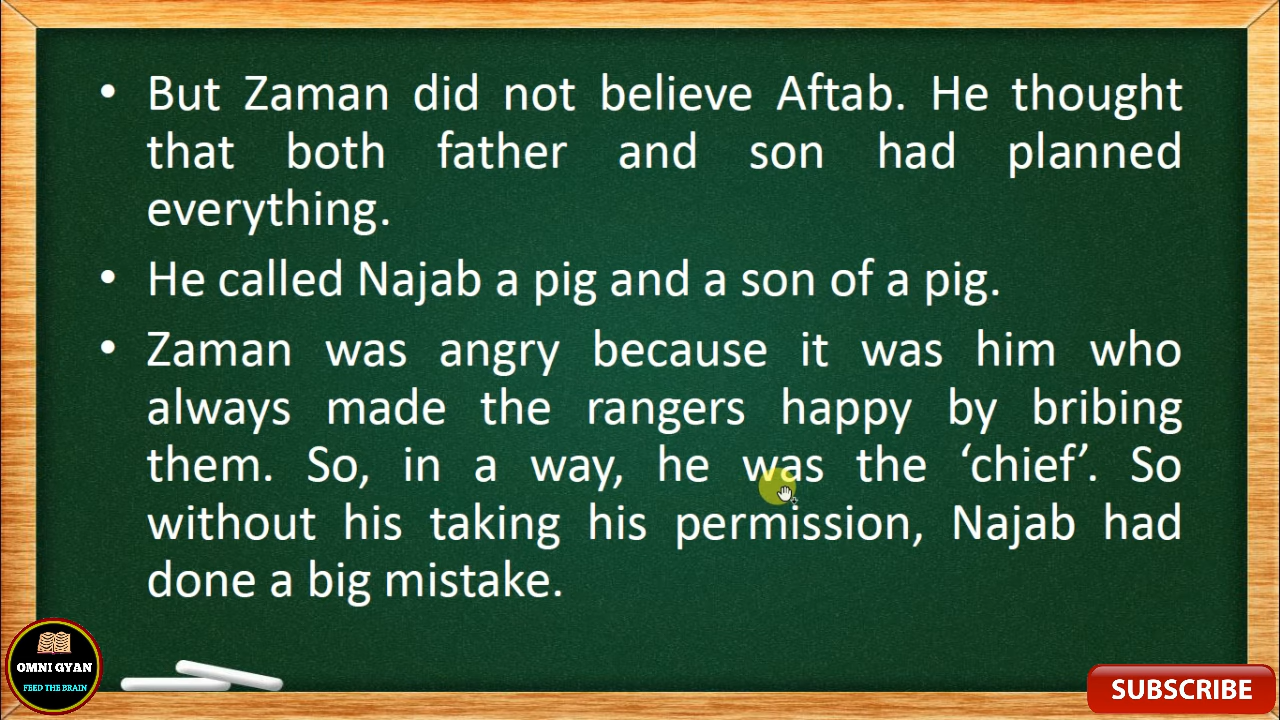 • But Zaman did not believe Aftab. He thought
that both father and son had planned
everything.
• He called Najab a pig and a son of a pig.
• Zaman was angry because it was him who
always made the rangers happy by bribing
them. So, in a way, he was the ‘chief’. So
without his taking his permission, Najab had
done a big mistake.
OMNI GYAN
FEED THE BRAIN
SUBSCRIBE